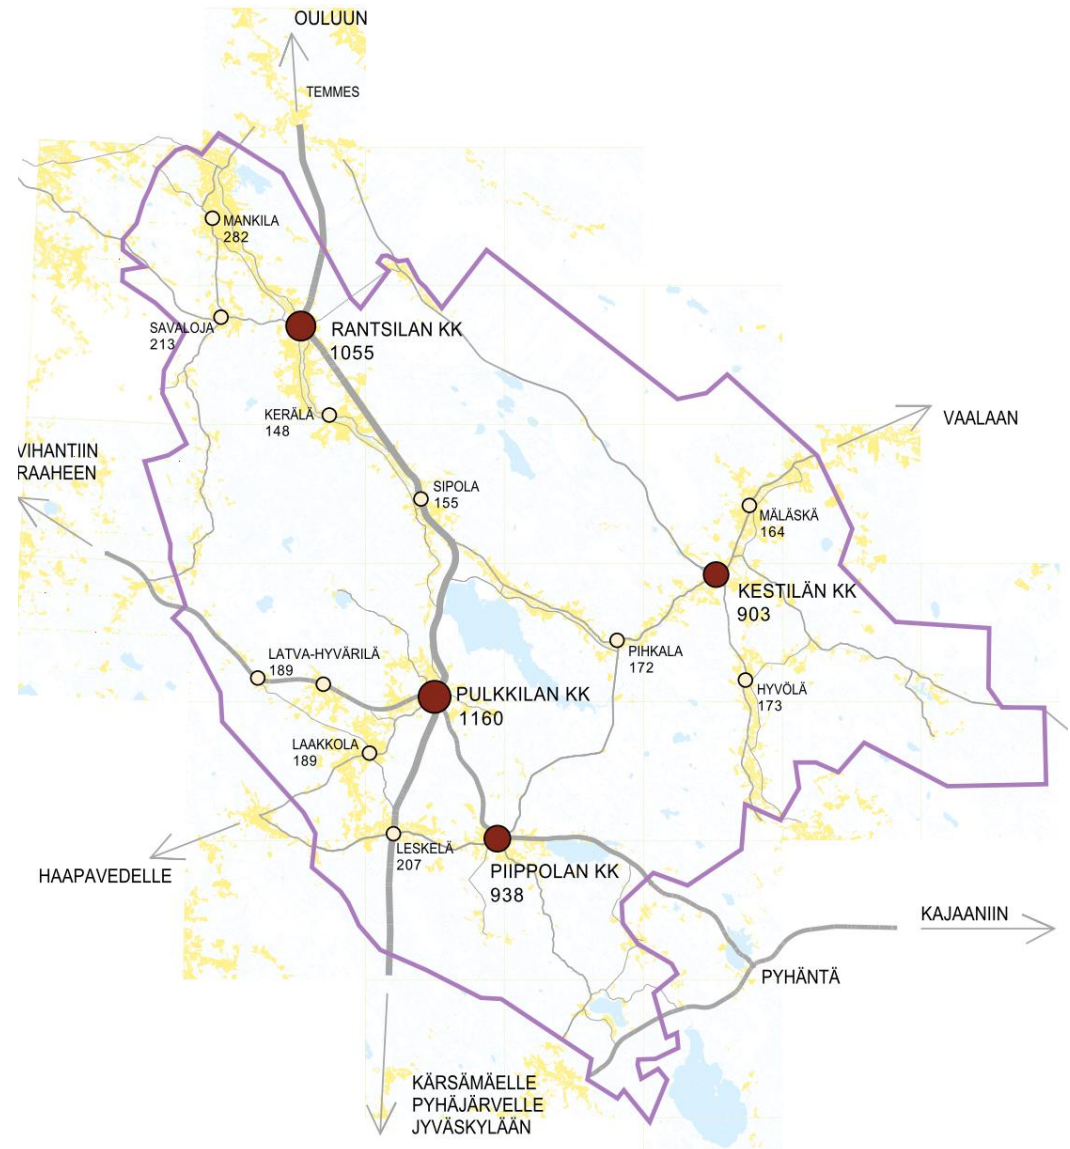 OULUUN
TEMMES
MANKILA
282
SAVALOJA
213
RANTSILAN KK
1055
KERÄLÄ
148
VAALAAN
VIHANTIIN
RAAHEEN
SIPOLA
155
MÄLÄSKÄ
164
KESTILÄN KK
903
LATVA-HYVÄRILÄ
189
PIHKALA
172
PULKKILAN KK
1160
HYVÖLÄ
173
LAAKKOLA
189
LESKELÄ
207
PIIPPOLAN KK
938
HAAPAVEDELLE
KAJAANIIN
PYHÄNTÄ
KÄRSÄMÄELLE
PYHÄJÄRVELLE
JYVÄSKYLÄÄN